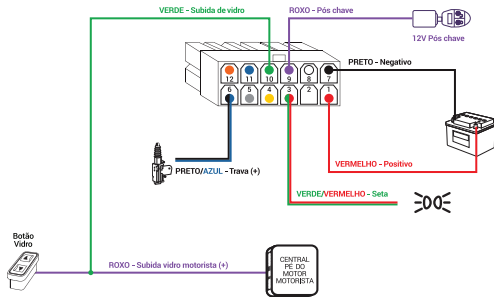 VERDE - Subida de vidro
ROXO - Pós chave
12V Pós chave
PRETO - Negativo
12 11 10 9 8 7
6 5 4 3 2 1
PRETO/AZUL - Trava (+)
VERMELHO - Positivo
VERDE/VERMELHO - Seta
Botão
Vidro
ROXO - Subida vidro motorista (+)
CENTRAL
PÉ DO
MOTOR
MOTORISTA